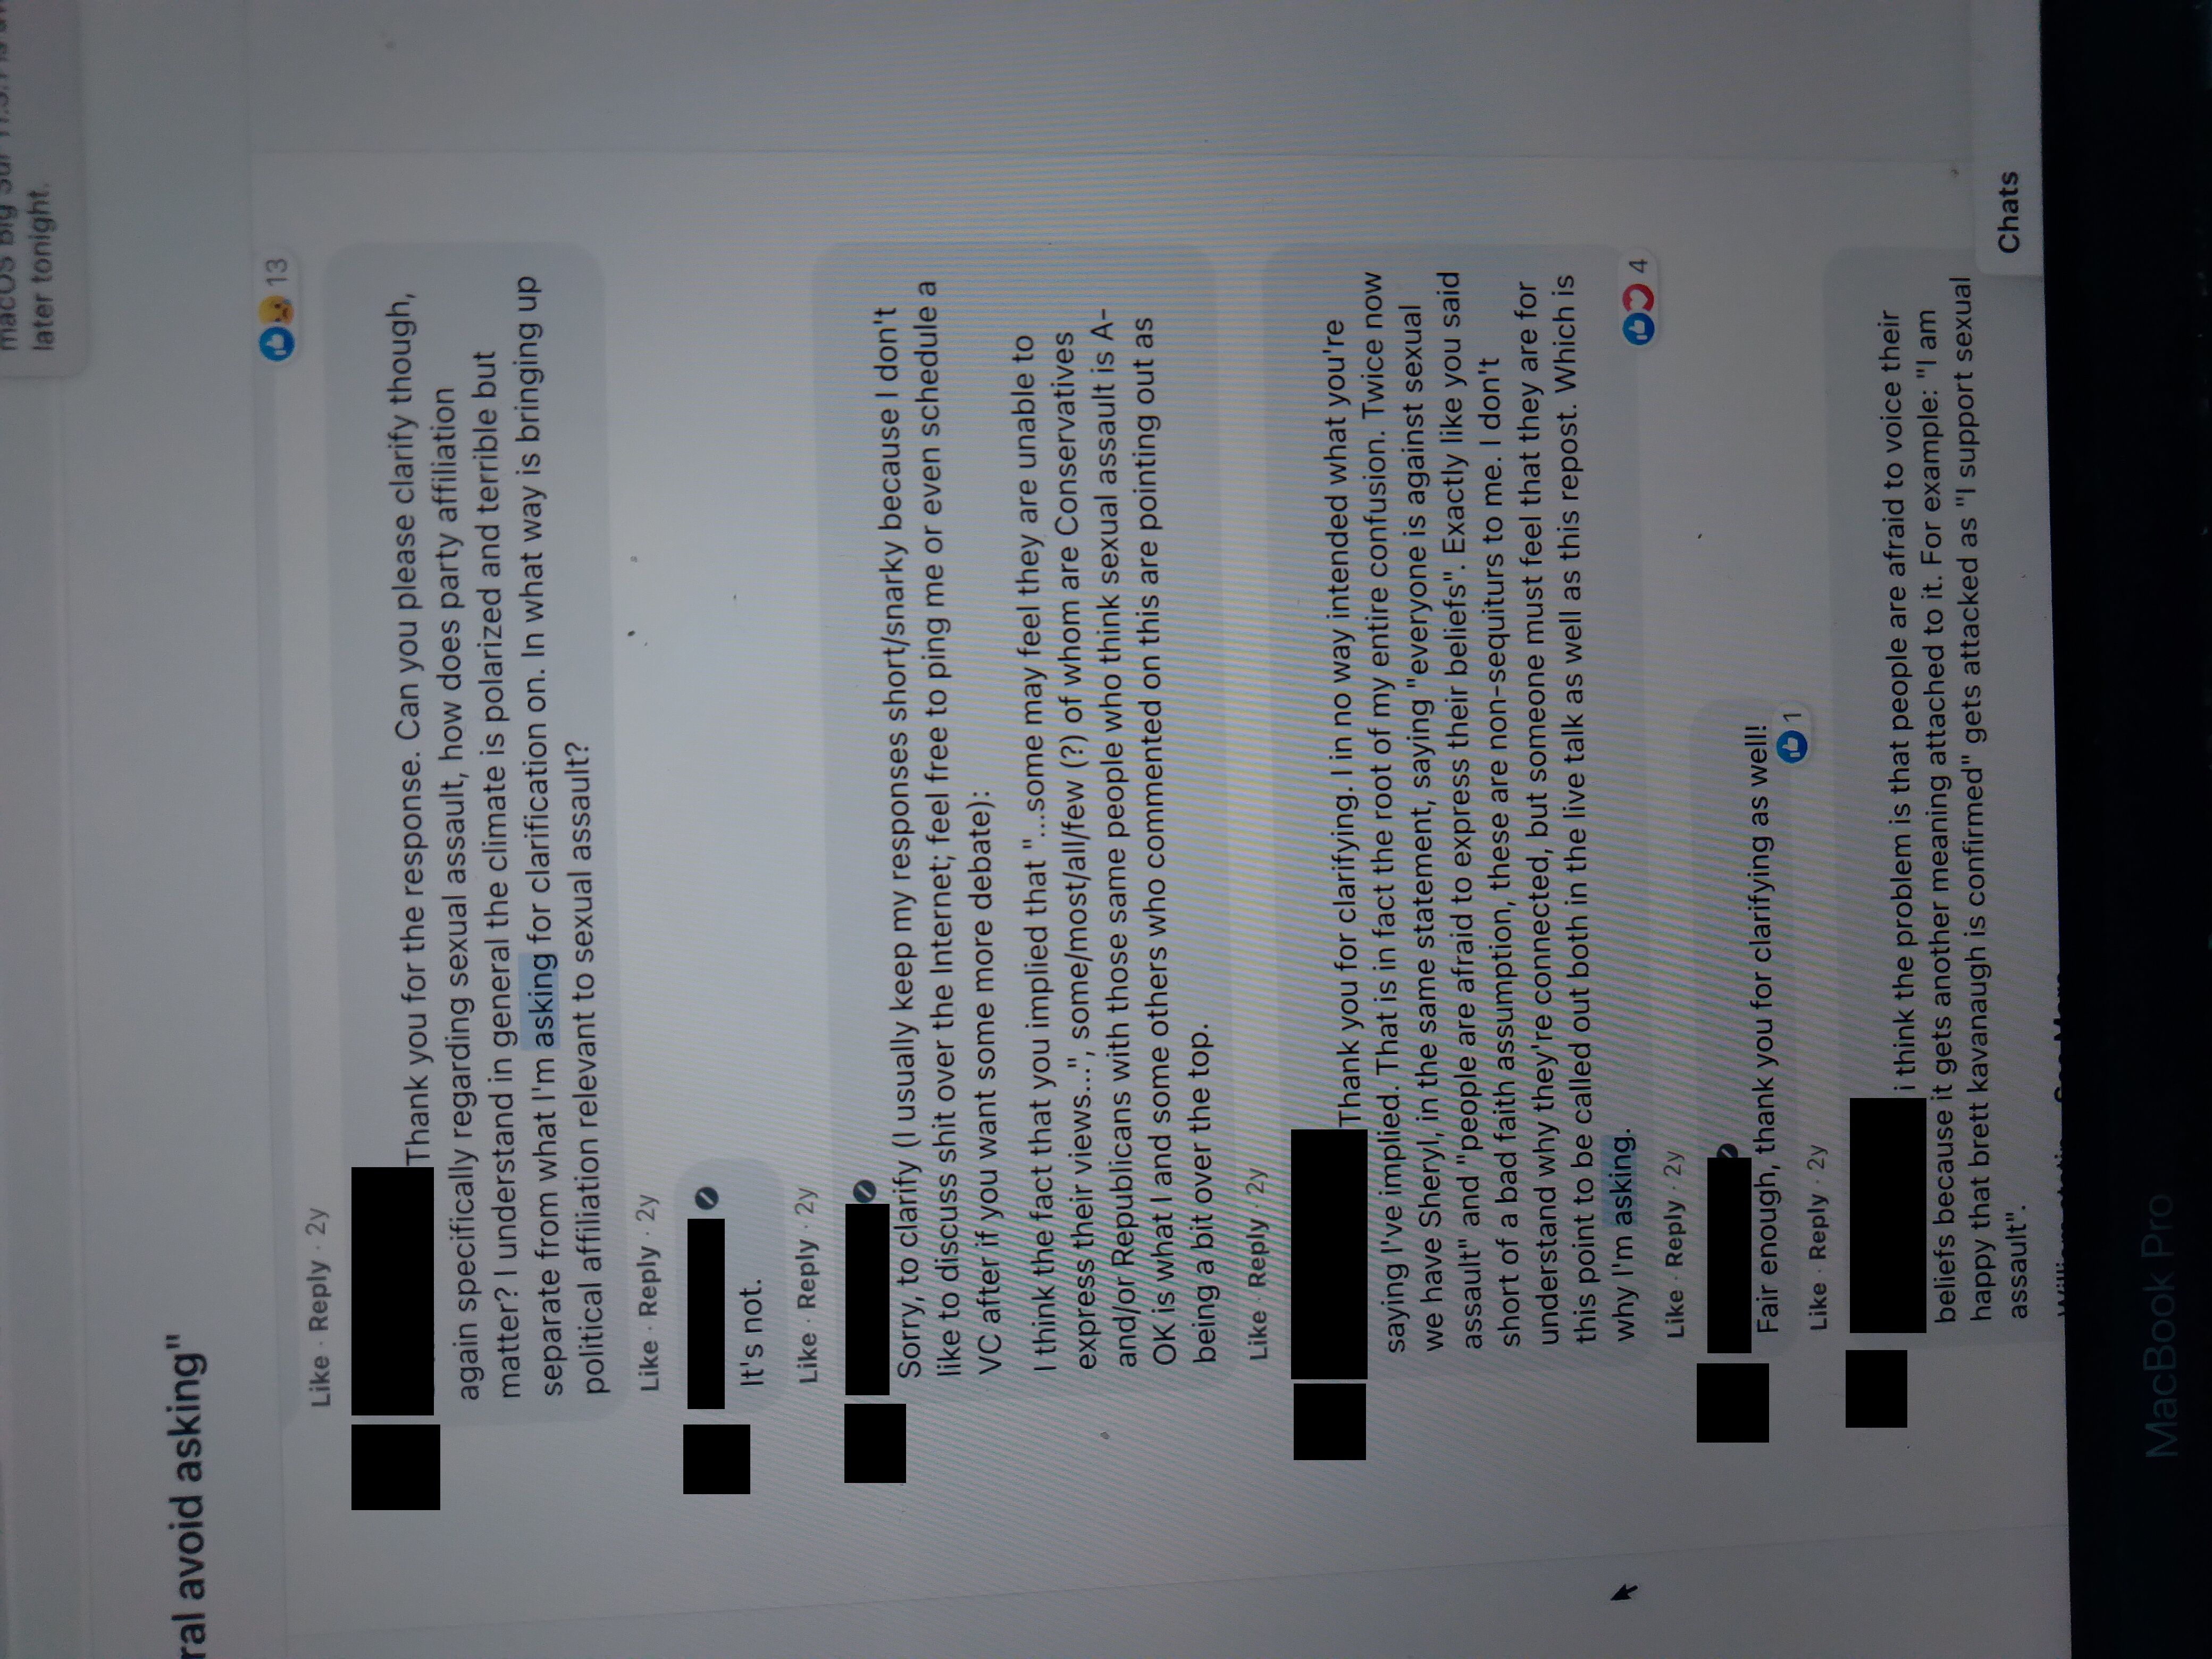 later tonight.
ral avoid asking"
13
Like · Reply · 2y
Thank you for the response. Can you please clarify though,
again specifically regarding sexual assault, how does party affiliation
matter? I understand in general the climate is polarized and terrible but
separate from what I'm asking for clarification on. In what way is bringing up
political affiliation relevant to sexual assault?
Like · Reply · 2y
It's not.
Like · Reply · 2y
Sorry, to clarify (I usually keep my responses short/snarky because I don't
like to discuss shit over the Internet; feel free to ping me or even schedule a
VC after if you want some more debate):
I think the fact that you implied that "...some may feel they are unable to
express their views...", some/most/all/few (?) of whom are Conservatives
and/or Republicans with those same people who think sexual assault is A-
OK is what I and some others who commented on this are pointing out as
being a bit over the top.
Like · Reply · 2y
Thank you for clarifying. I in no way intended what you're
saying I've implied. That is in fact the root of my entire confusion. Twice now
we have Sheryl, in the same statement, saying "everyone is against sexual
assault" and "people are afraid to express their beliefs". Exactly like you said
short of a bad faith assumption, these are non-sequiturs to me. I don't
understand why they're connected, but someone must feel that they are for
this point to be called out both in the live talk as well as this repost. Which is
why I'm asking.
4
Like · Reply · 2y
Fair enough, thank you for clarifying as well!
1
Like · Reply · 2y
i think the problem is that people are afraid to voice their
beliefs because it gets another meaning attached to it. For example: "I am
happy that brett kavanaugh is confirmed" gets attacked as "I support sexual
assault".
Chats
MacBook Pro